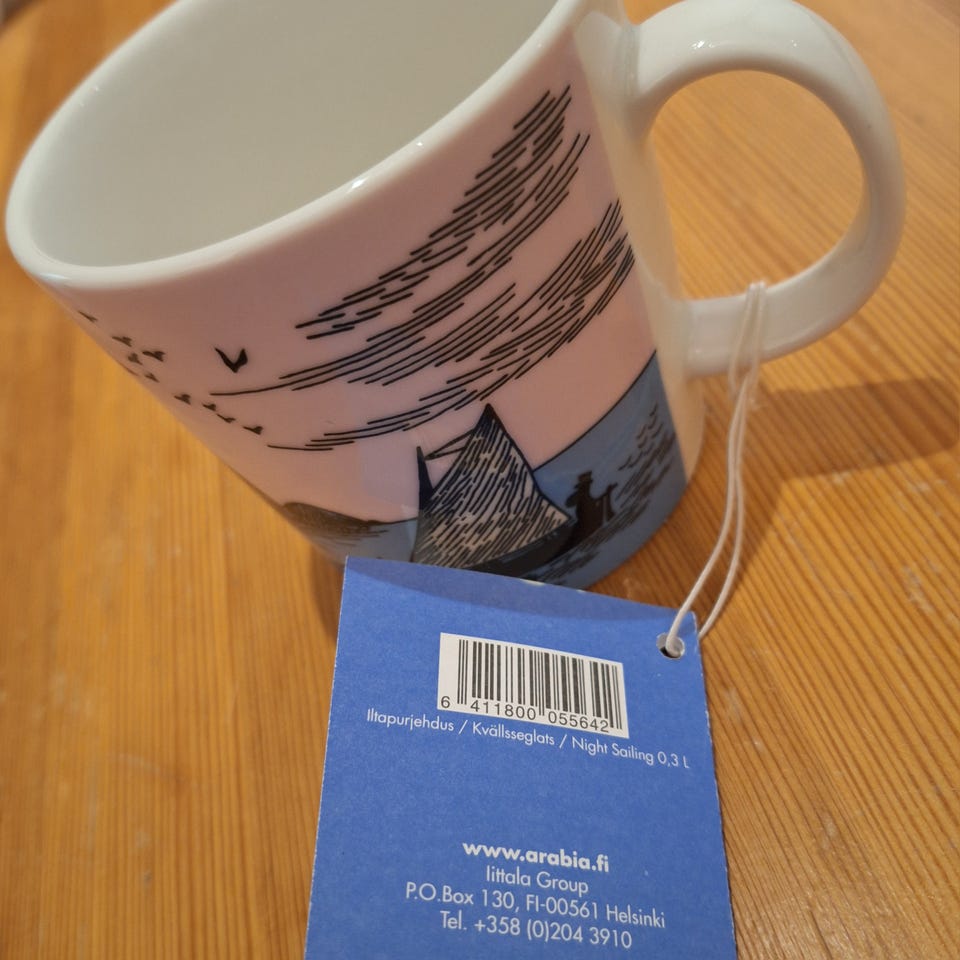 6 411800 055642
Iltapurjehdus / Kvällsseglats / Night Sailing 0,3 L
www.arabia.fi
Iittala Group
P.O.Box 130, FI-00561 Helsinki
Tel. +358 (0)204 3910